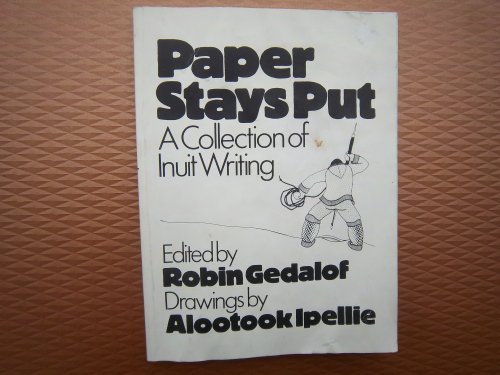 Paper
Stays Put
A Collection of
Inuit Writing
Edited by
Robin Gedalof
Drawings by
Alootook Ipellie